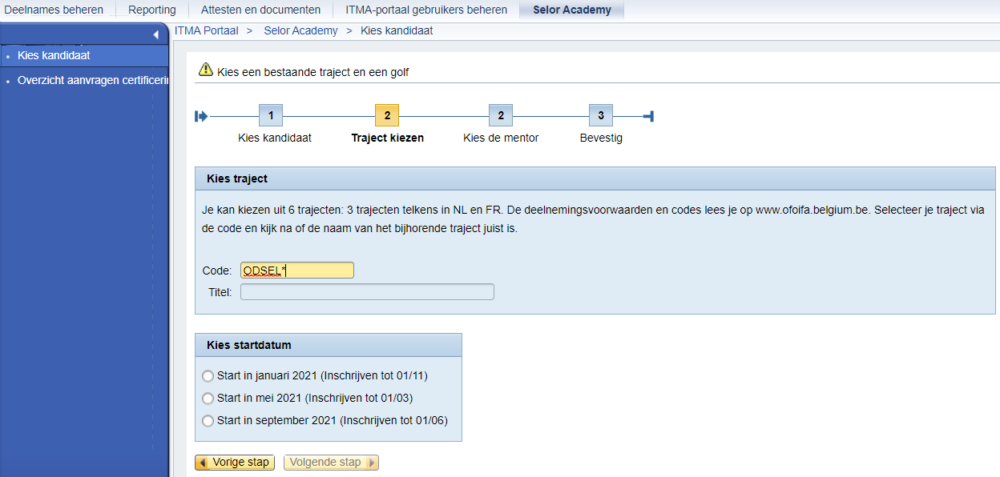 Deelnames beheren Reporting Attesten en documenten ITMA-portaal gebruikers beheren Selor Academy
ITMA Portaal > Selor Academy > Kies kandidaat
Kies kandidaat
Overzicht aanvragen certificerin
Kies een bestaande traject en een golf
1 2 2 3
Kies kandidaat Traject kiezen Kies de mentor Bevestig
Kies traject
Je kan kiezen uit 6 trajecten: 3 trajecten telkens in NL en FR. De deelnemingsvoorwaarden en codes lees je op www.ofoifa.belgium.be. Selecteer je traject via
de code en kijk na of de naam van het bijhorende traject juist is.
Code: ODSEL*
Titel:
Kies startdatum
Start in januari 2021 (Inschrijven tot 01/11)
Start in mei 2021 (Inschrijven tot 01/03)
Start in september 2021 (Inschrijven tot 01/06)
Vorige stap Volgende stap